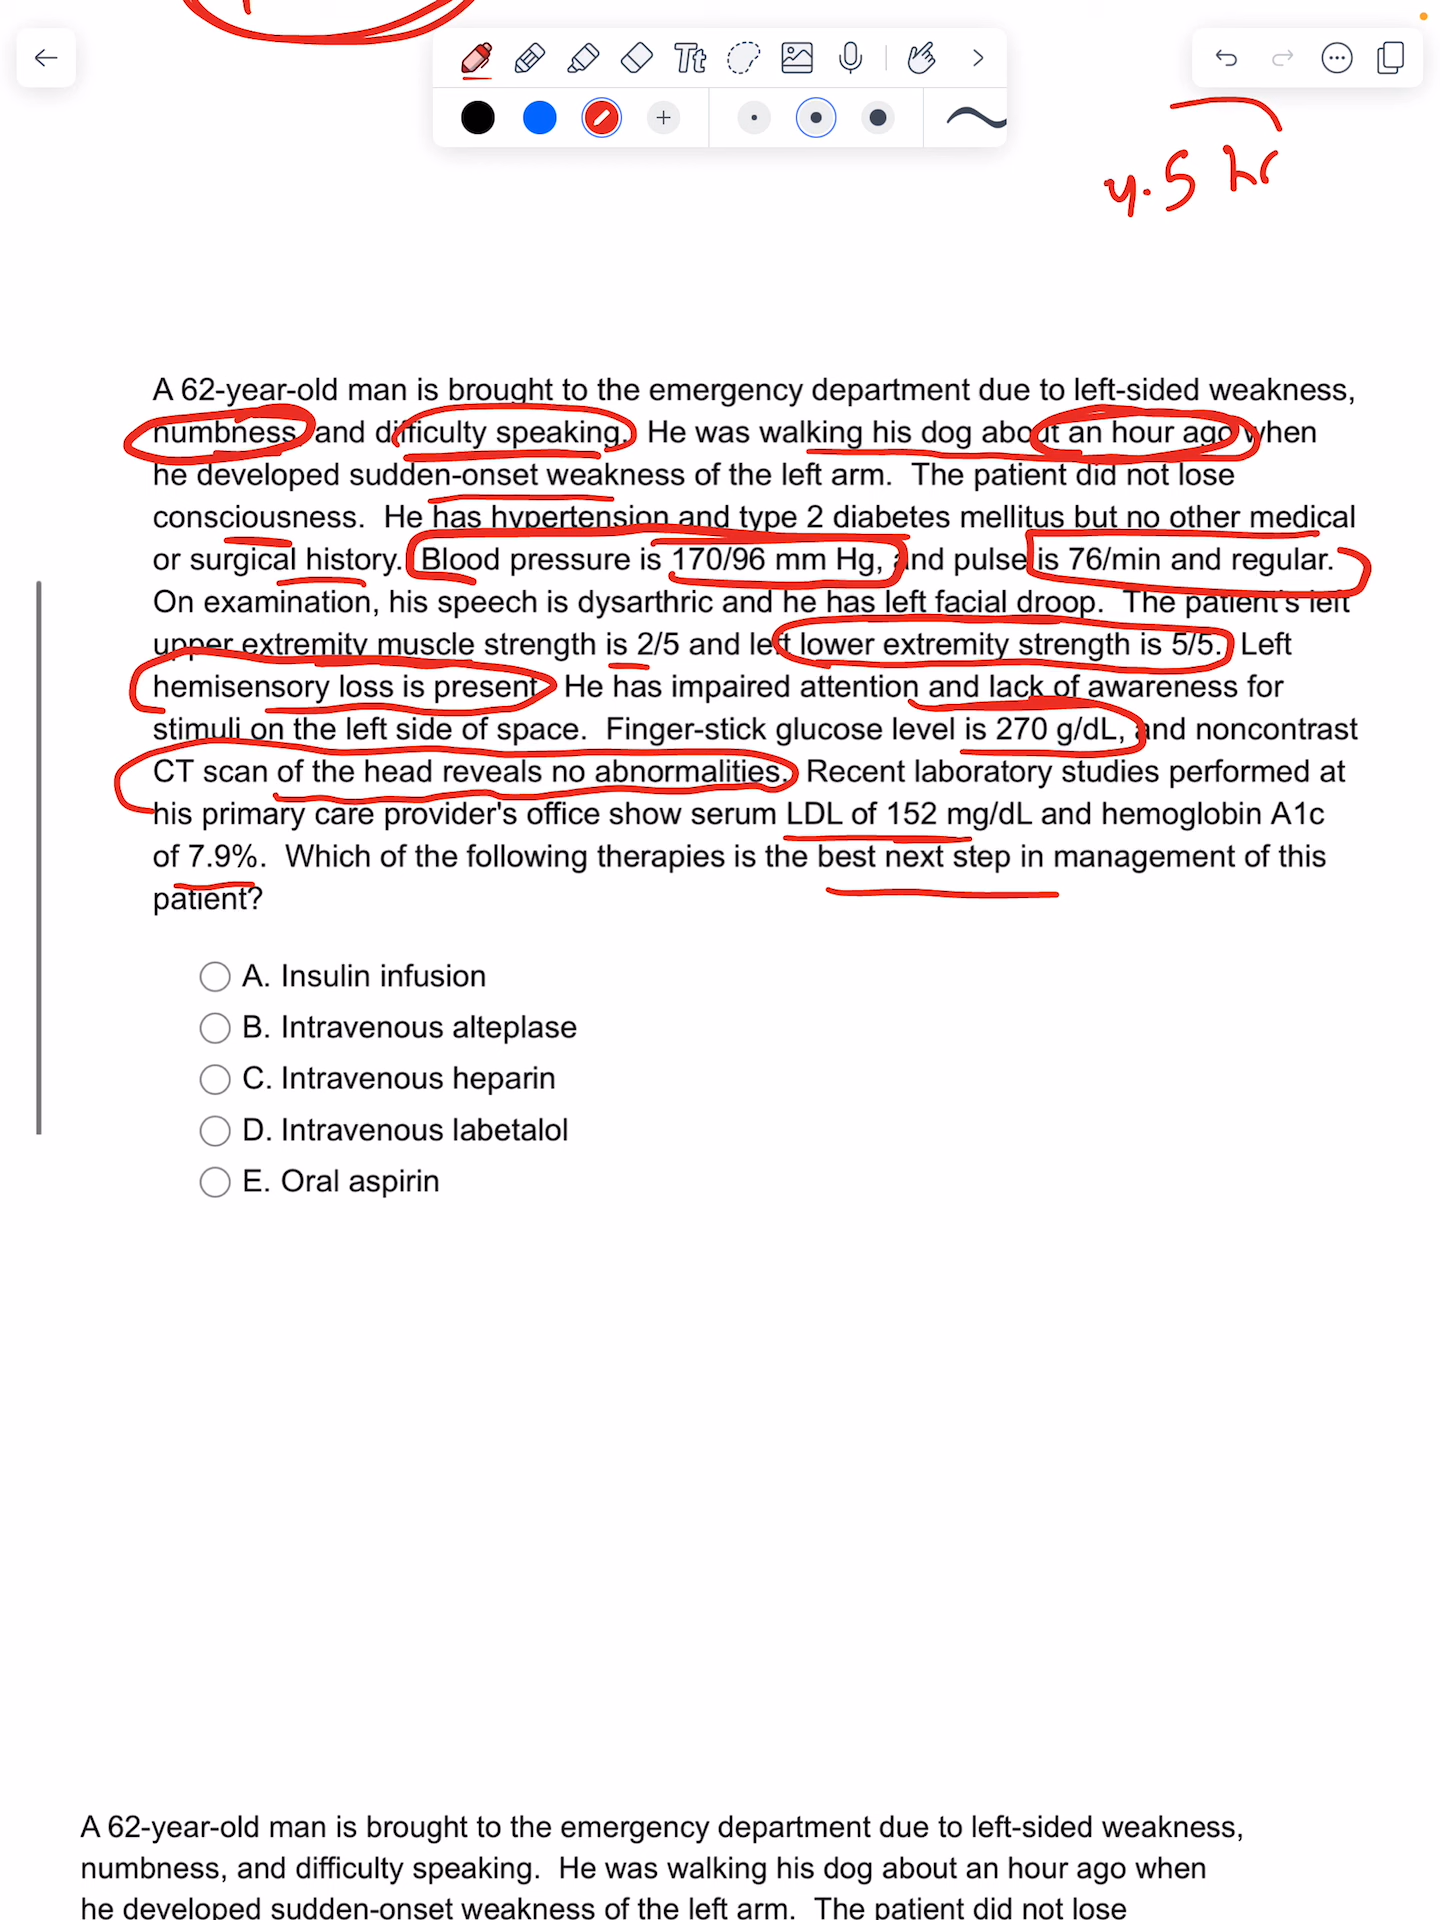 Tt
4.5 hr
A 62-year-old man is brought to the emergency department due to left-sided weakness,
numbness, and difficulty speaking.  He was walking his dog about an hour ago when
he developed sudden-onset weakness of the left arm.  The patient did not lose
consciousness.  He has hypertension and type 2 diabetes mellitus but no other medical
or surgical history.  Blood pressure is 170/96 mm Hg, and pulse is 76/min and regular.
On examination, his speech is dysarthric and he has left facial droop.  The patient's left
upper extremity muscle strength is 2/5 and left lower extremity strength is 5/5.  Left
hemisensory loss is present.  He has impaired attention and lack of awareness for
stimuli on the left side of space.  Finger-stick glucose level is 270 g/dL, and noncontrast
CT scan of the head reveals no abnormalities.  Recent laboratory studies performed at
his primary care provider's office show serum LDL of 152 mg/dL and hemoglobin A1c
of 7.9%.  Which of the following therapies is the best next step in management of this
patient?
A. Insulin infusion
B. Intravenous alteplase
C. Intravenous heparin
D. Intravenous labetalol
E. Oral aspirin
A 62-year-old man is brought to the emergency department due to left-sided weakness,
numbness, and difficulty speaking.  He was walking his dog about an hour ago when
he developed sudden-onset weakness of the left arm.  The patient did not lose